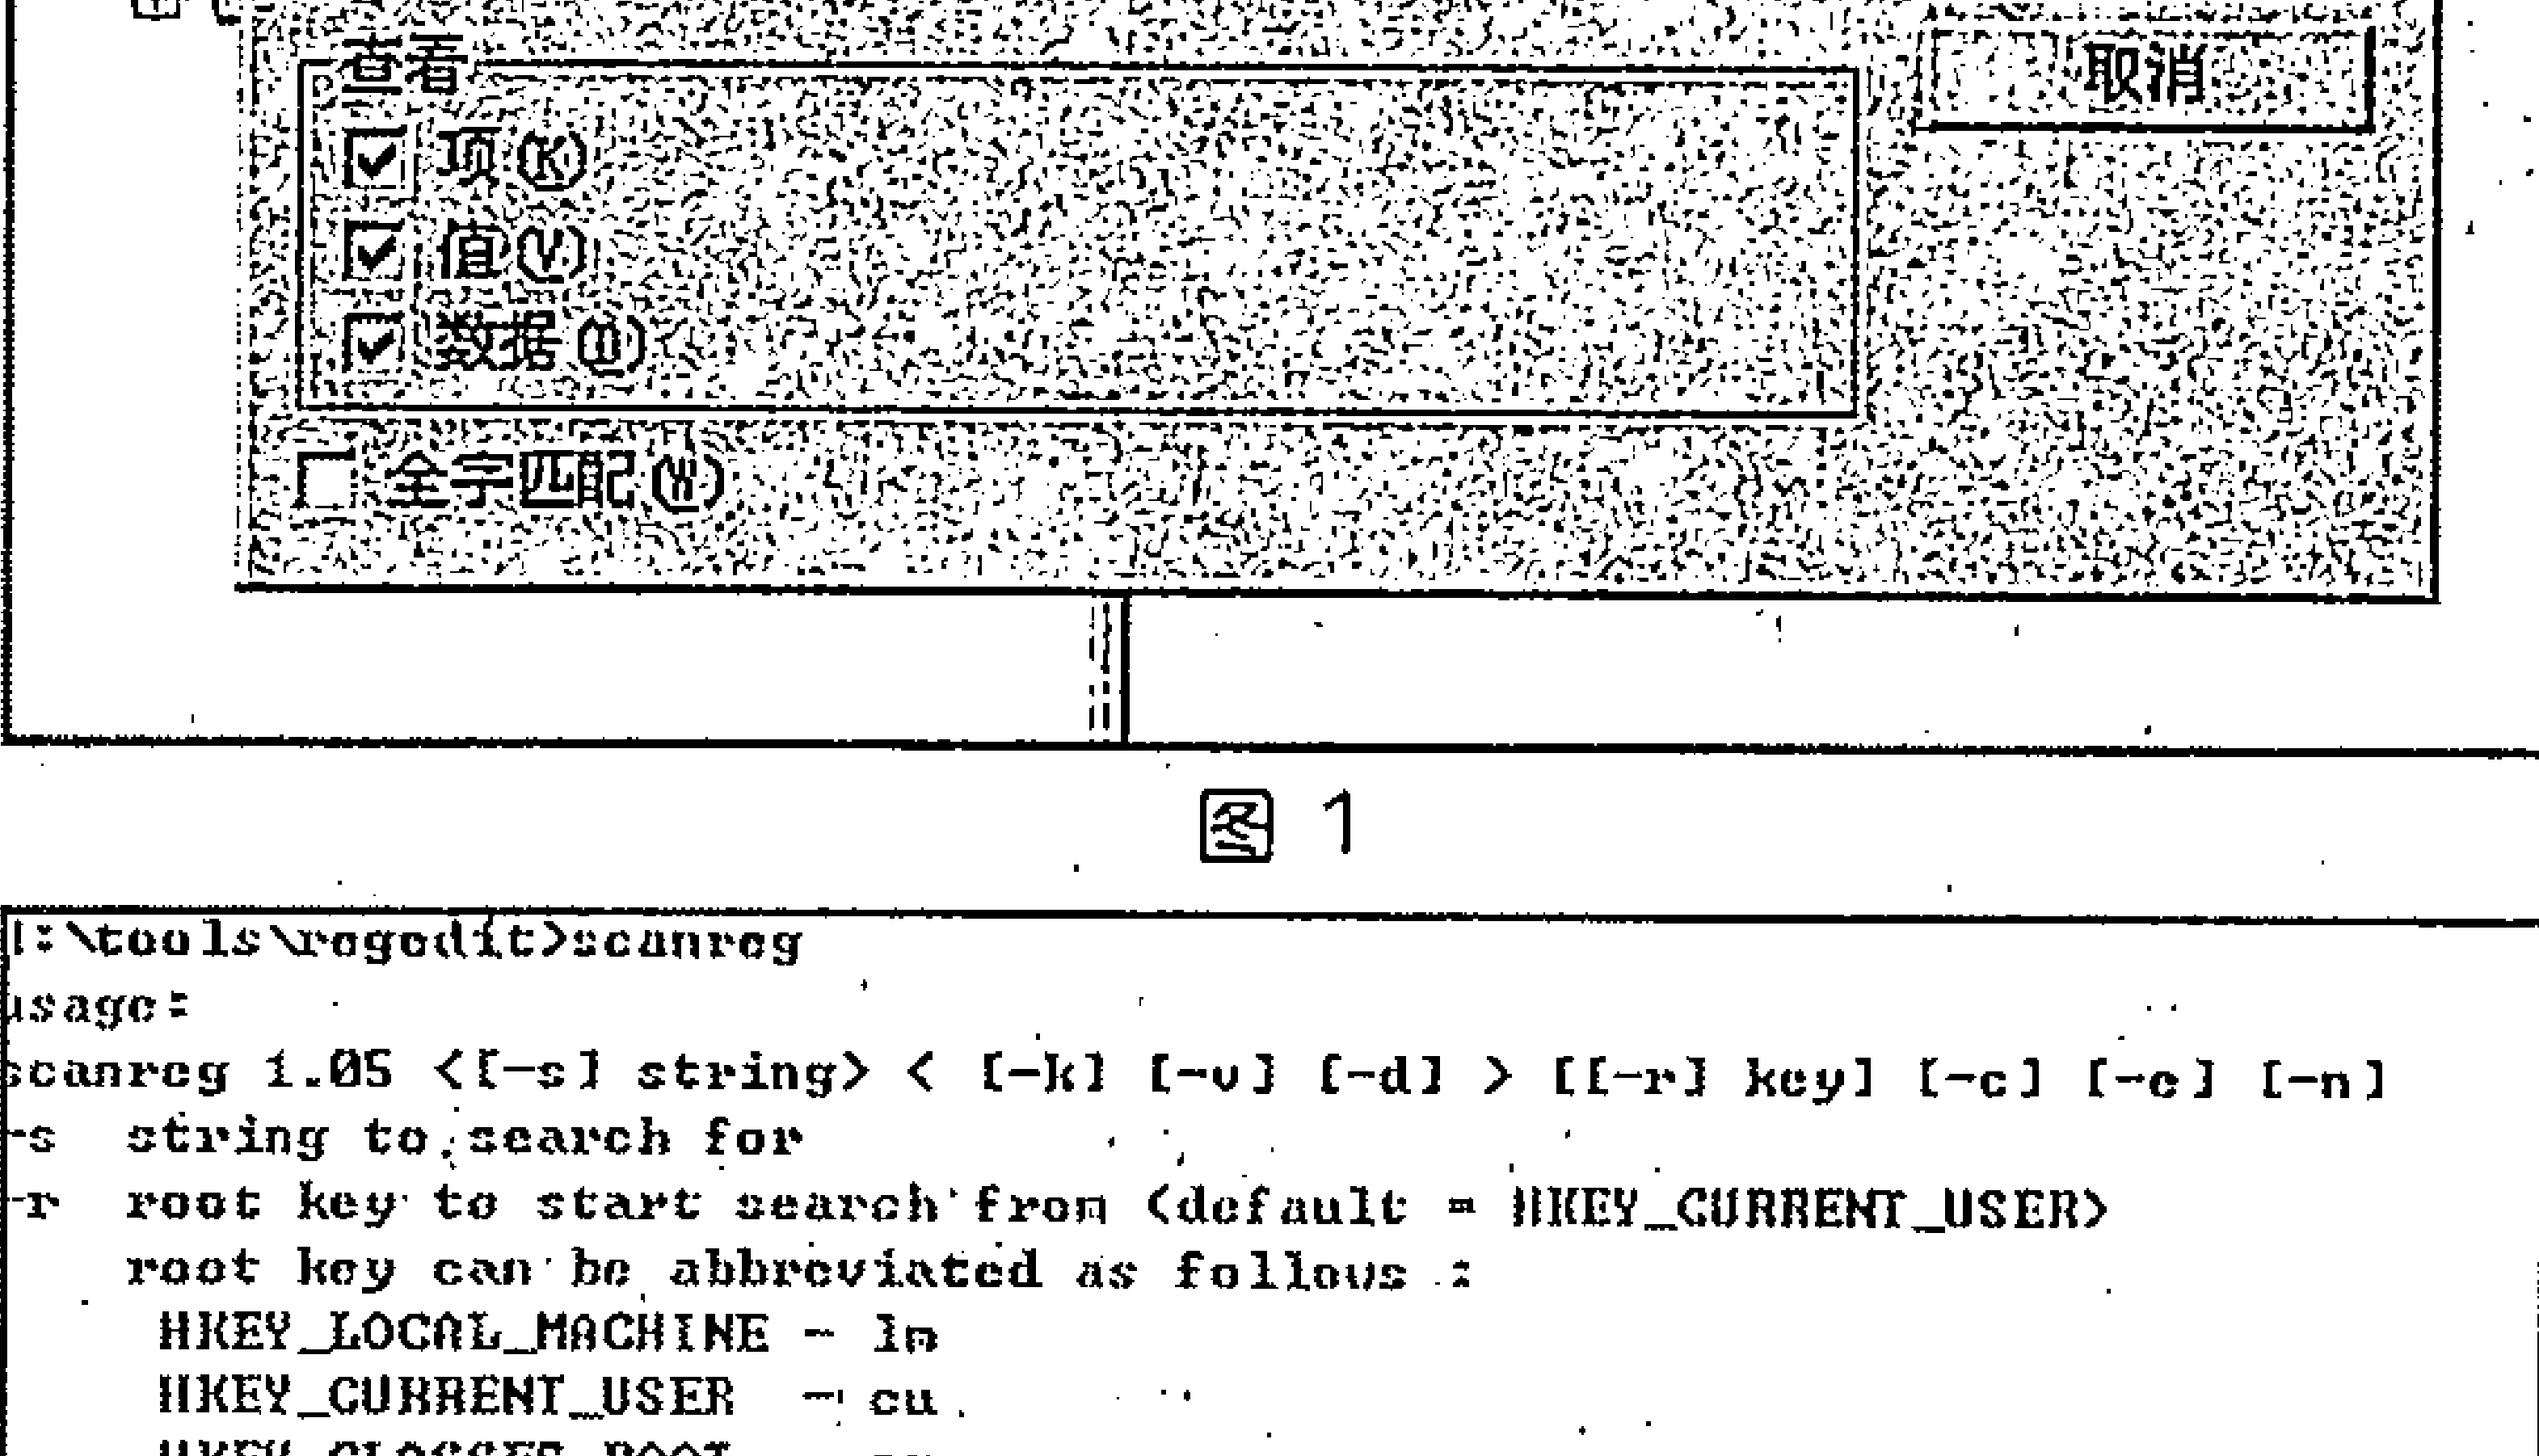 查看
取消
项(K)
值(V)
数据(D)
全字匹配(W)
图 1
:\tools\regedit>scanreg
usage:
scanreg 1.05 <[-s] string> < [-k] [-v] [-d] > [[-r] key] [-c] [-e] [-n]
-s string to search for
-r root key to start search from (default = HKEY_CURRENT_USER>
root key can be abbreviated as follows :
HKEY_LOCAL_MACHINE - lm
HKEY_CURRENT_USER - cu
HKEY_CLASSES_ROOT